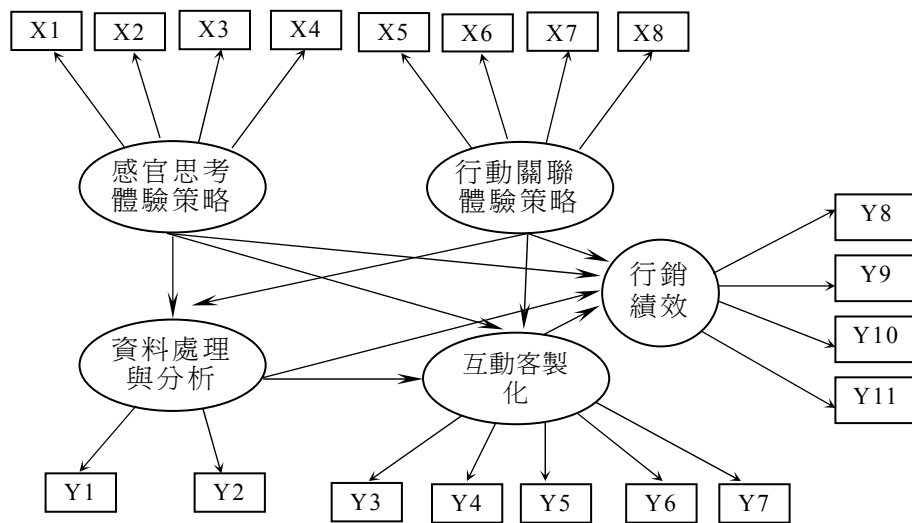 X1
X2
X3
X4
X5
X6
X7
X8
感官思考
體驗策略
行動關聯
體驗策略
Y8
行銷
績效
Y9
Y10
資料處理
與分析
互動客製
化
Y11
Y1
Y2
Y3
Y4
Y5
Y6
Y7